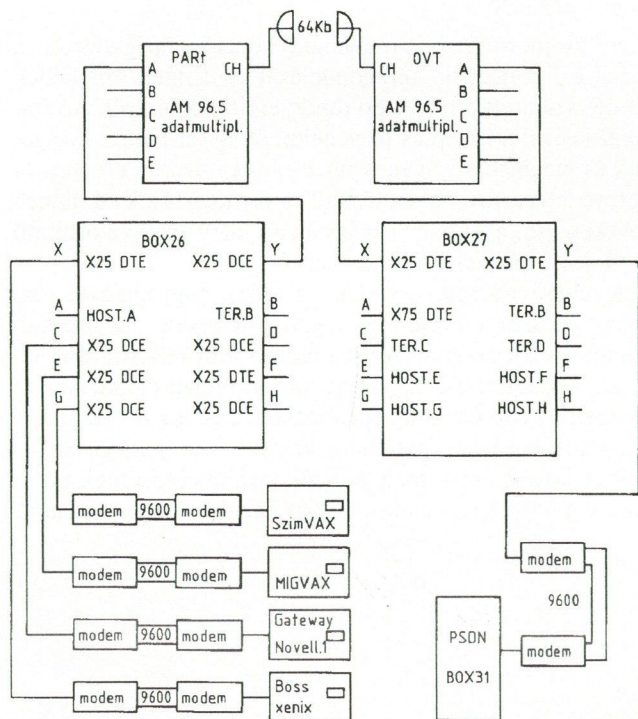 64Kb
PARt
A CH
B
C AM 96.5
adatmultipl.
D
E
OVT
CH A
B
AM 96.5 C
adatmultipl.
D
E
BOX26
X Y
X25 DTE X25 DCE
A B
HOST.A TER.B
C D
X25 DCE X25 DCE
E F
X25 DCE X25 DTE
G H
X25 DCE X25 DCE
BOX27
X Y
X25 DTE X25 DTE
A B
X75 DTE TER.B
C D
TER.C TER.D
E F
HOST.E HOST.F
G H
HOST.G HOST.H
modem 9600 modem SzimVAX
modem 9600 modem MIGVAX
modem 9600 modem Gateway
Novell.1
modem 9600 modem Boss
xenix
modem
9600
modem
PSDN
BOX31